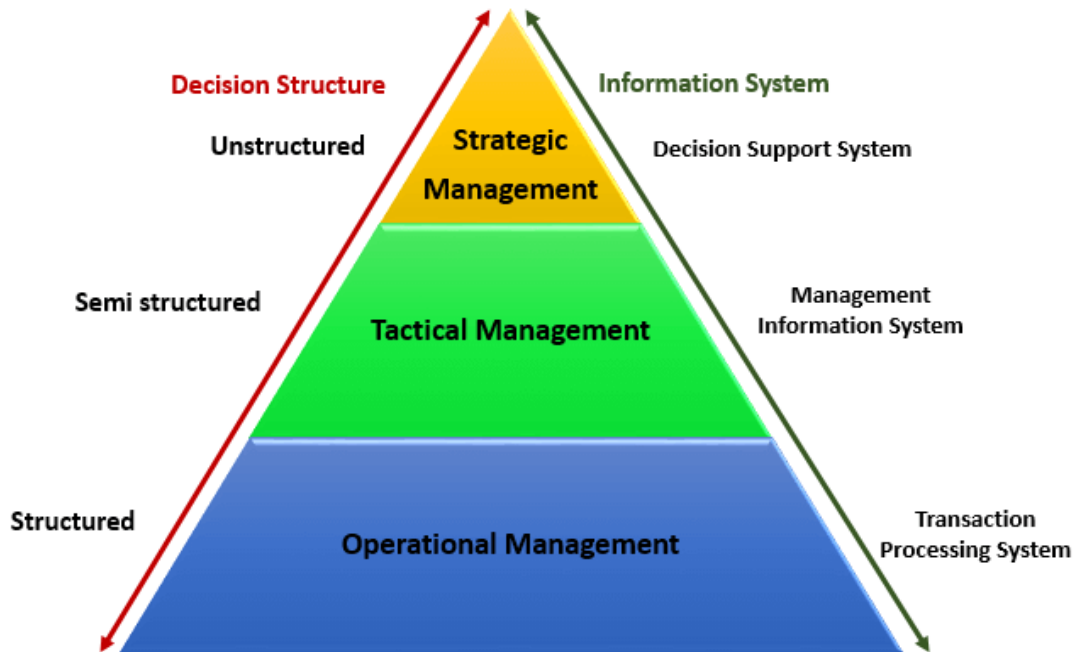 Decision Structure
Information System
Unstructured
Strategic
Management
Decision Support System
Semi structured
Tactical Management
Management
Information System
Structured
Operational Management
Transaction
Processing System